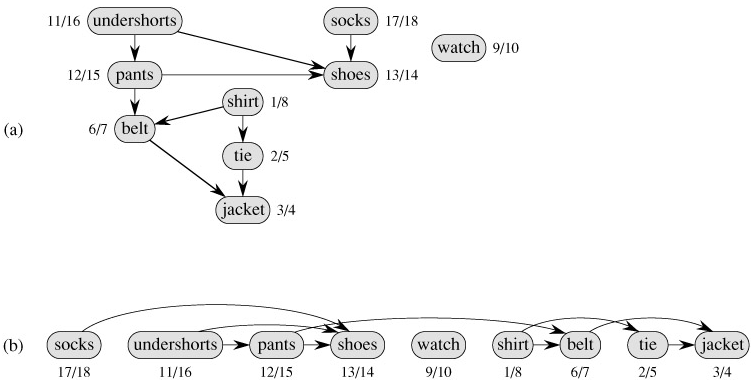 11/16 undershorts socks 17/18
watch 9/10
12/15 pants shoes 13/14
shirt 1/8
(a) 6/7 belt
tie 2/5
jacket 3/4
(b) socks undershorts pants shoes watch shirt belt tie jacket
17/18 11/16 12/15 13/14 9/10 1/8 6/7 2/5 3/4